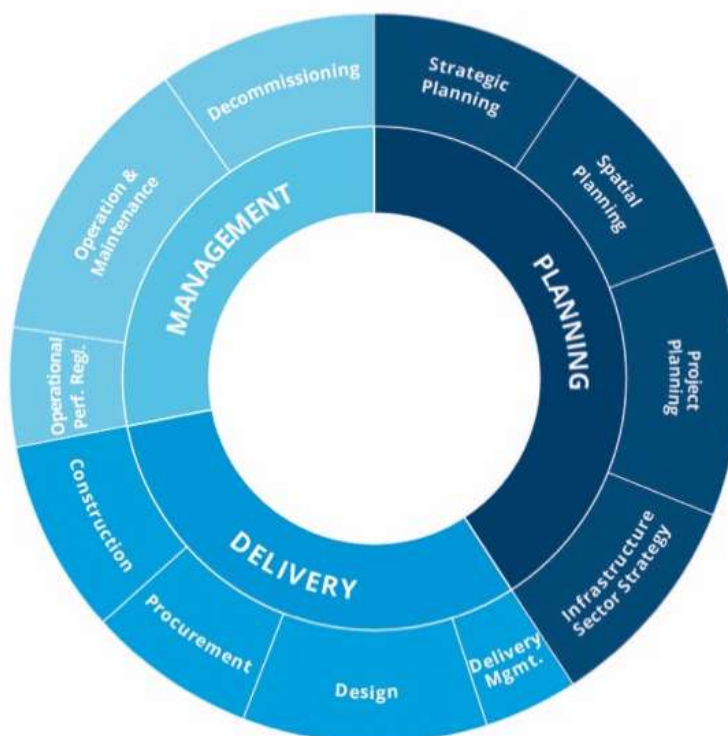 Strategic
Planning
Spatial
Planning
Project
Planning
Infrastructure
Sector Strategy
Delivery
Mgmt.
Design
Procurement
Construction
Operational
Perf. Regl.
Operation &
Maintenance
Decommissioning
PLANNING
DELIVERY
MANAGEMENT